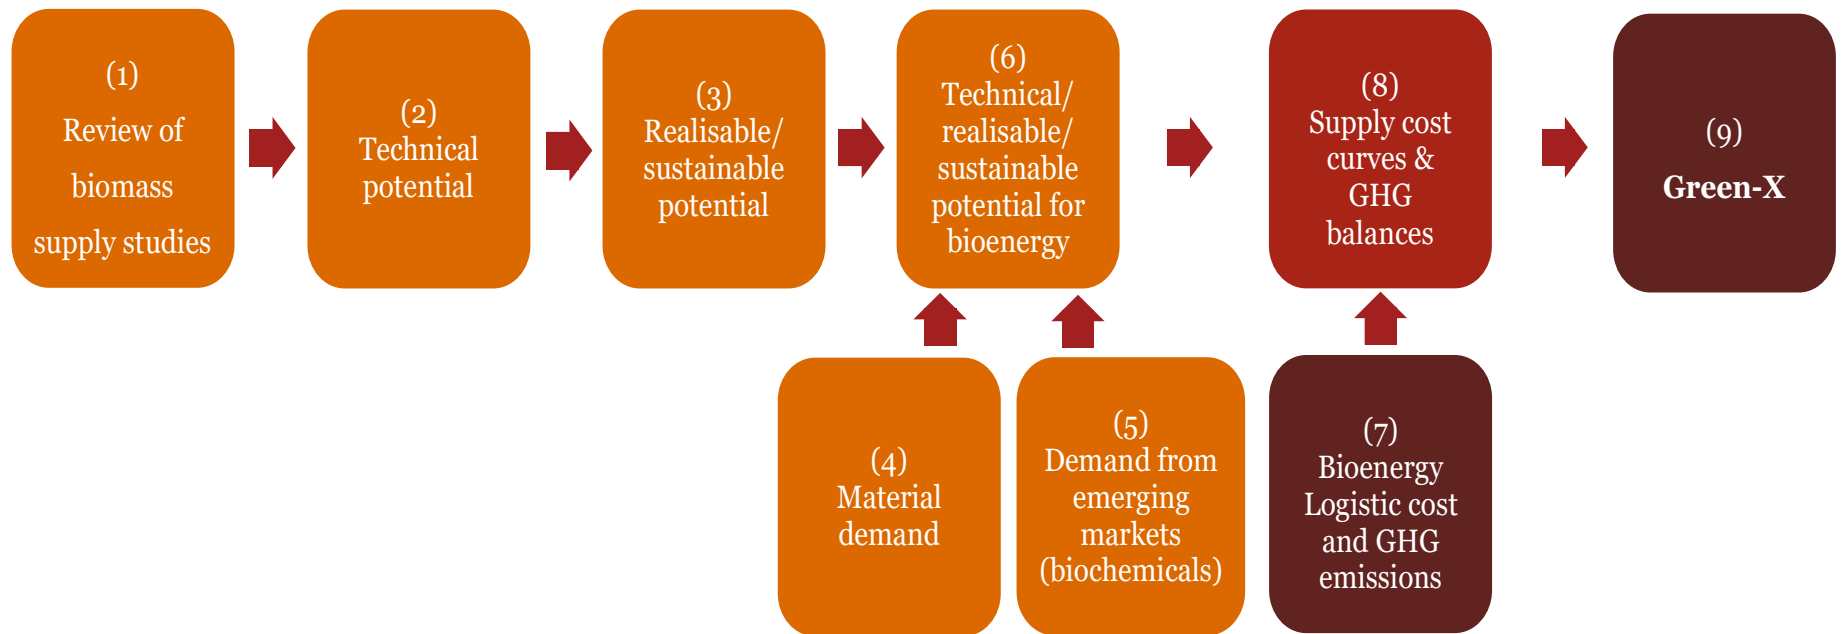 (1)
Review of
biomass
supply studies
(2)
Technical
potential
(3)
Realisable/
sustainable
potential
(6)
Technical/
realisable/
sustainable
potential for
bioenergy
(8)
Supply cost
curves &
GHG
balances
(9)
Green-X
(4)
Material
demand
(5)
Demand from
emerging
markets
(biochemicals)
(7)
Bioenergy
Logistic cost
and GHG
emissions